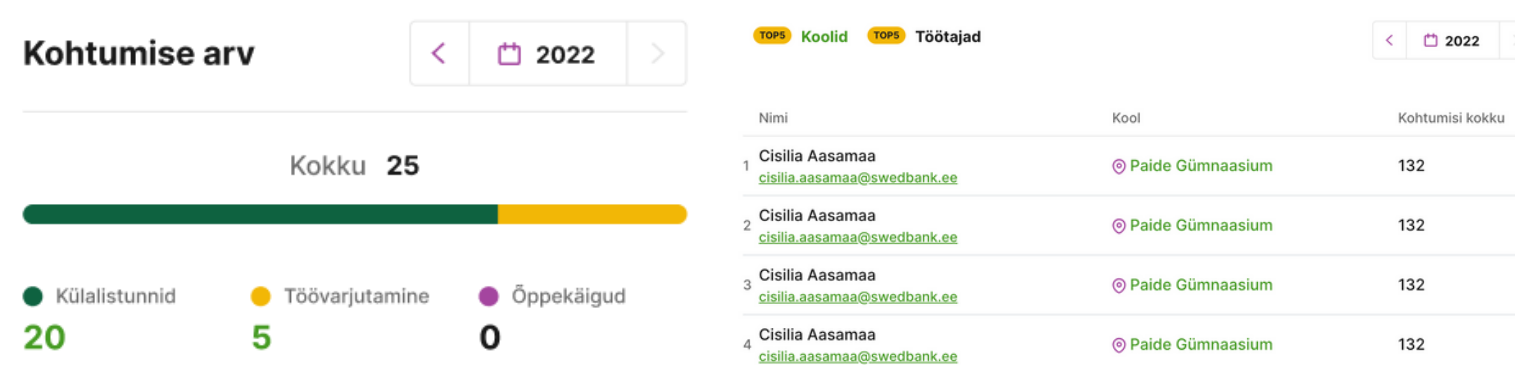 Kohtumise arv
2022
Kokku 25
Külalistunnid
20
Töövarjutamine
5
Õppekäigud
0
TOP5 Koolid TOP5 Töötajad
2022
Nimi Kool Kohtumisi kokku
1 Cisilia Aasamaa Paide Gümnaasium 132
cisilia.aasamaa@swedbank.ee
2 Cisilia Aasamaa Paide Gümnaasium 132
cisilia.aasamaa@swedbank.ee
3 Cisilia Aasamaa Paide Gümnaasium 132
cisilia.aasamaa@swedbank.ee
4 Cisilia Aasamaa Paide Gümnaasium 132
cisilia.aasamaa@swedbank.ee